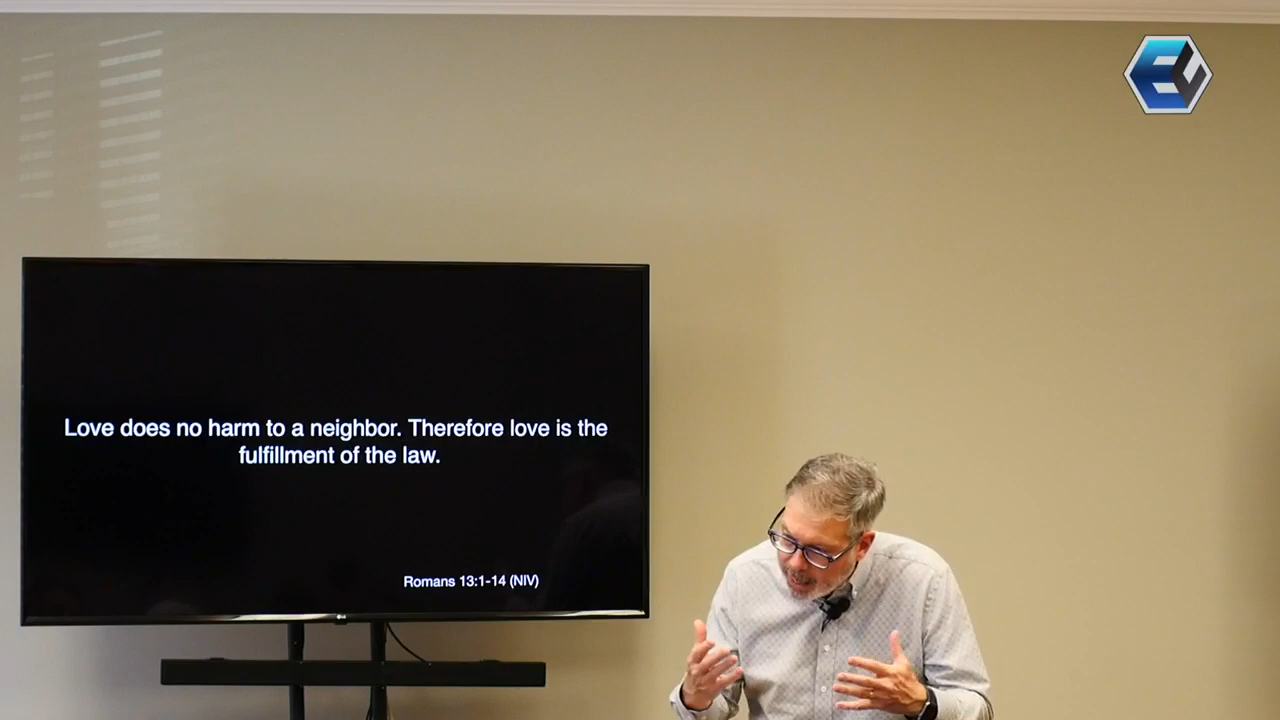 Love does no harm to a neighbor. Therefore love is the
fulfillment of the law.
Romans 13:1-14 (NIV)